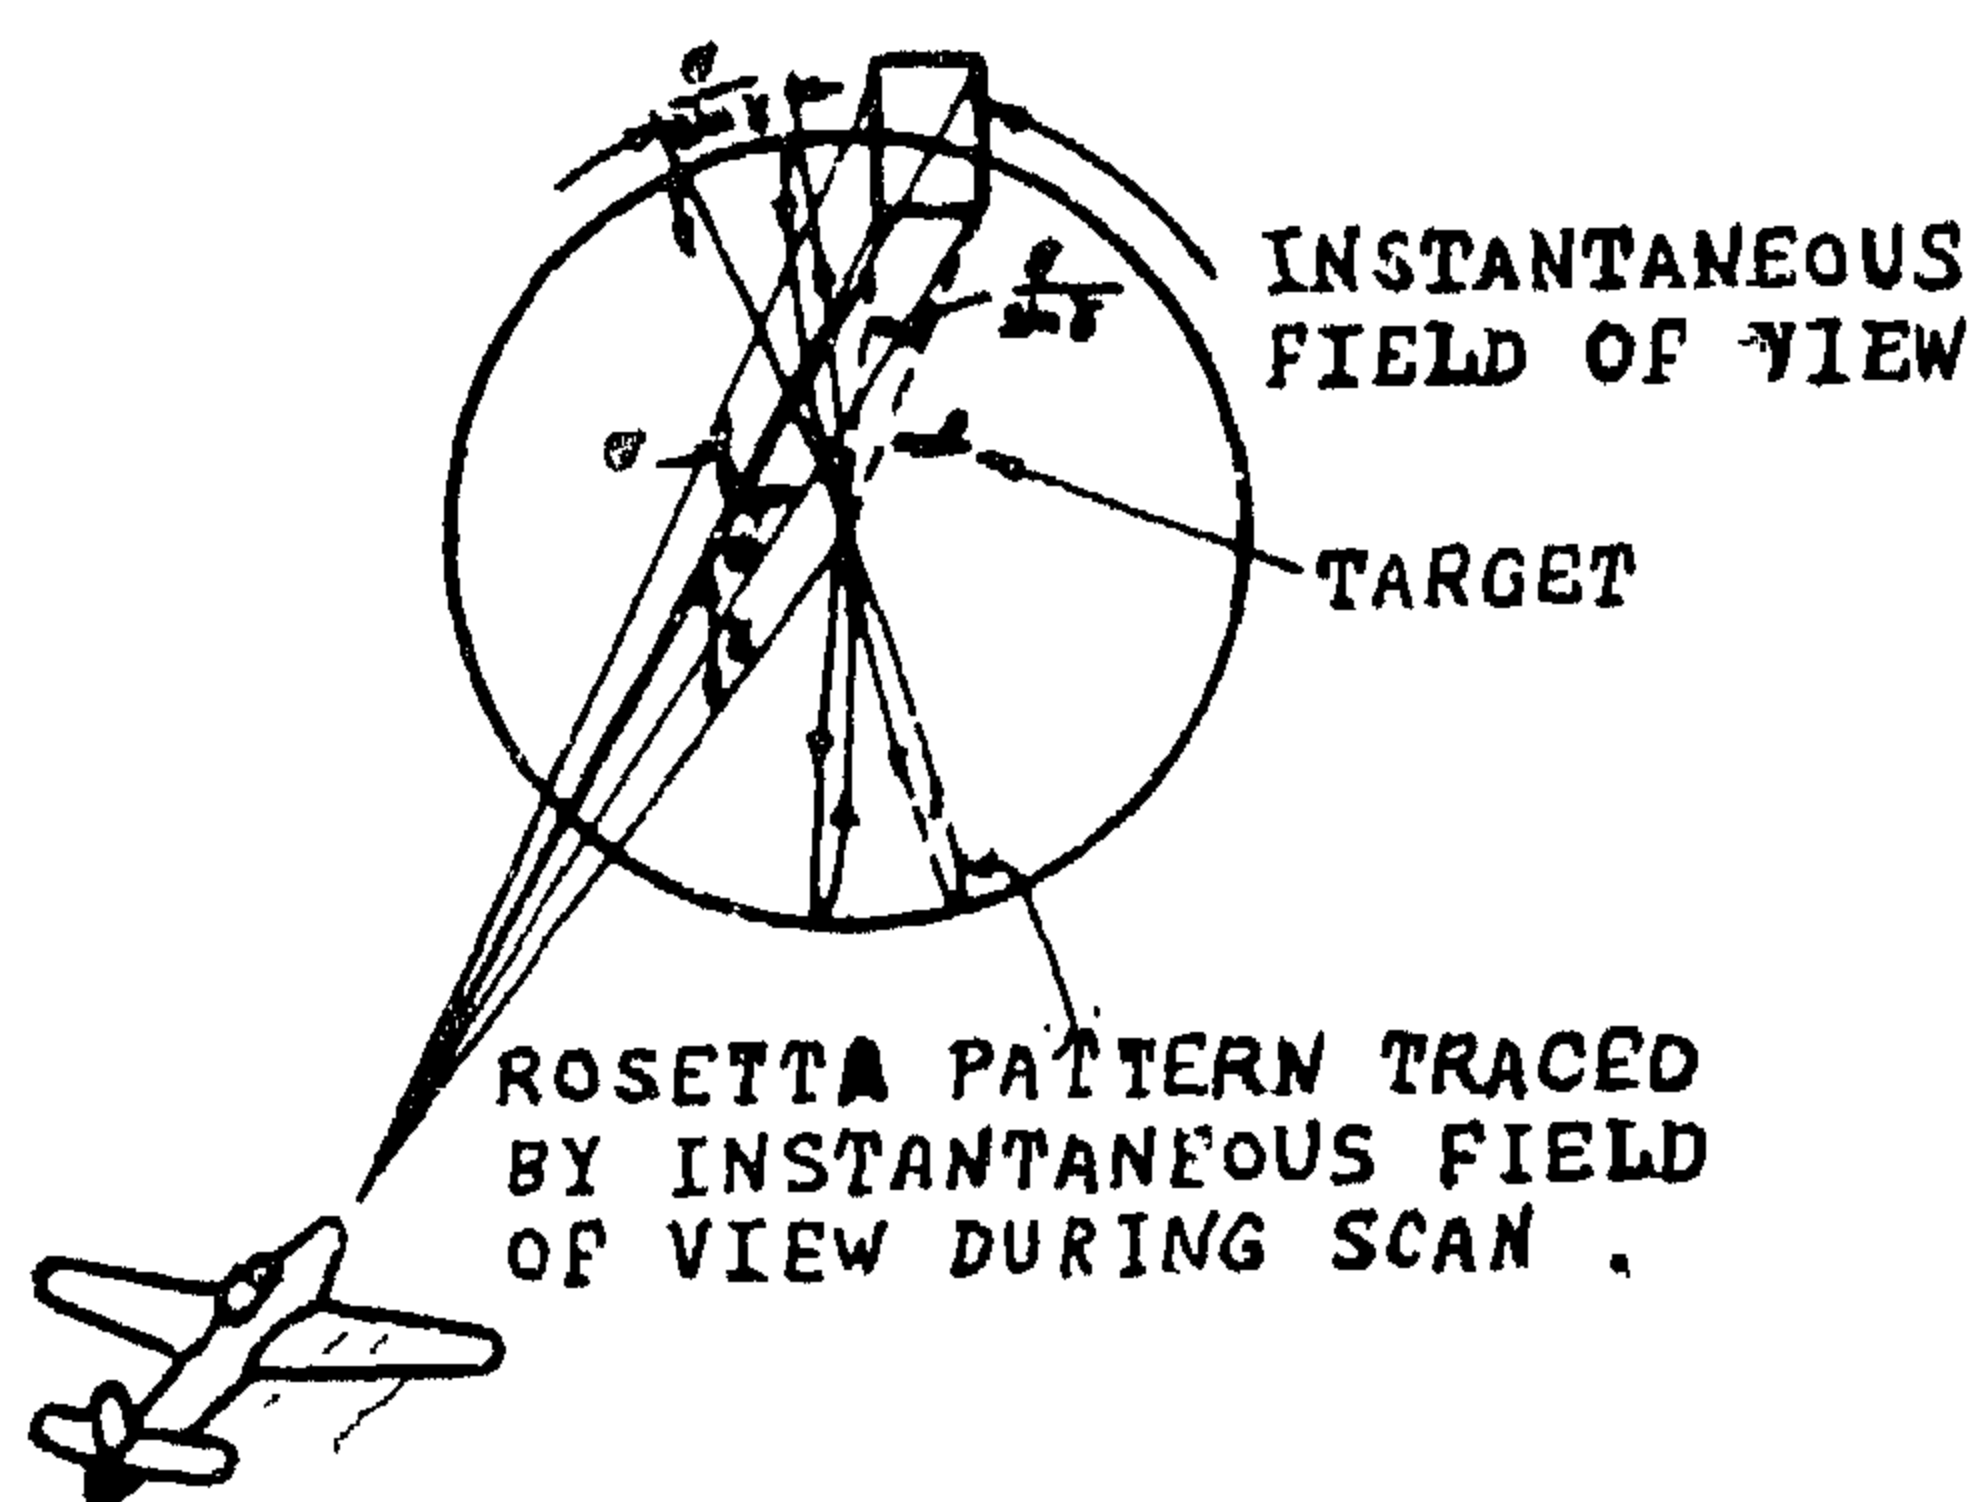 INSTANTANEOUS
FIELD OF VIEW
TARGET
ROSETTA PATTERN TRACED
BY INSTANTANEOUS FIELD
OF VIEW DURING SCAN .